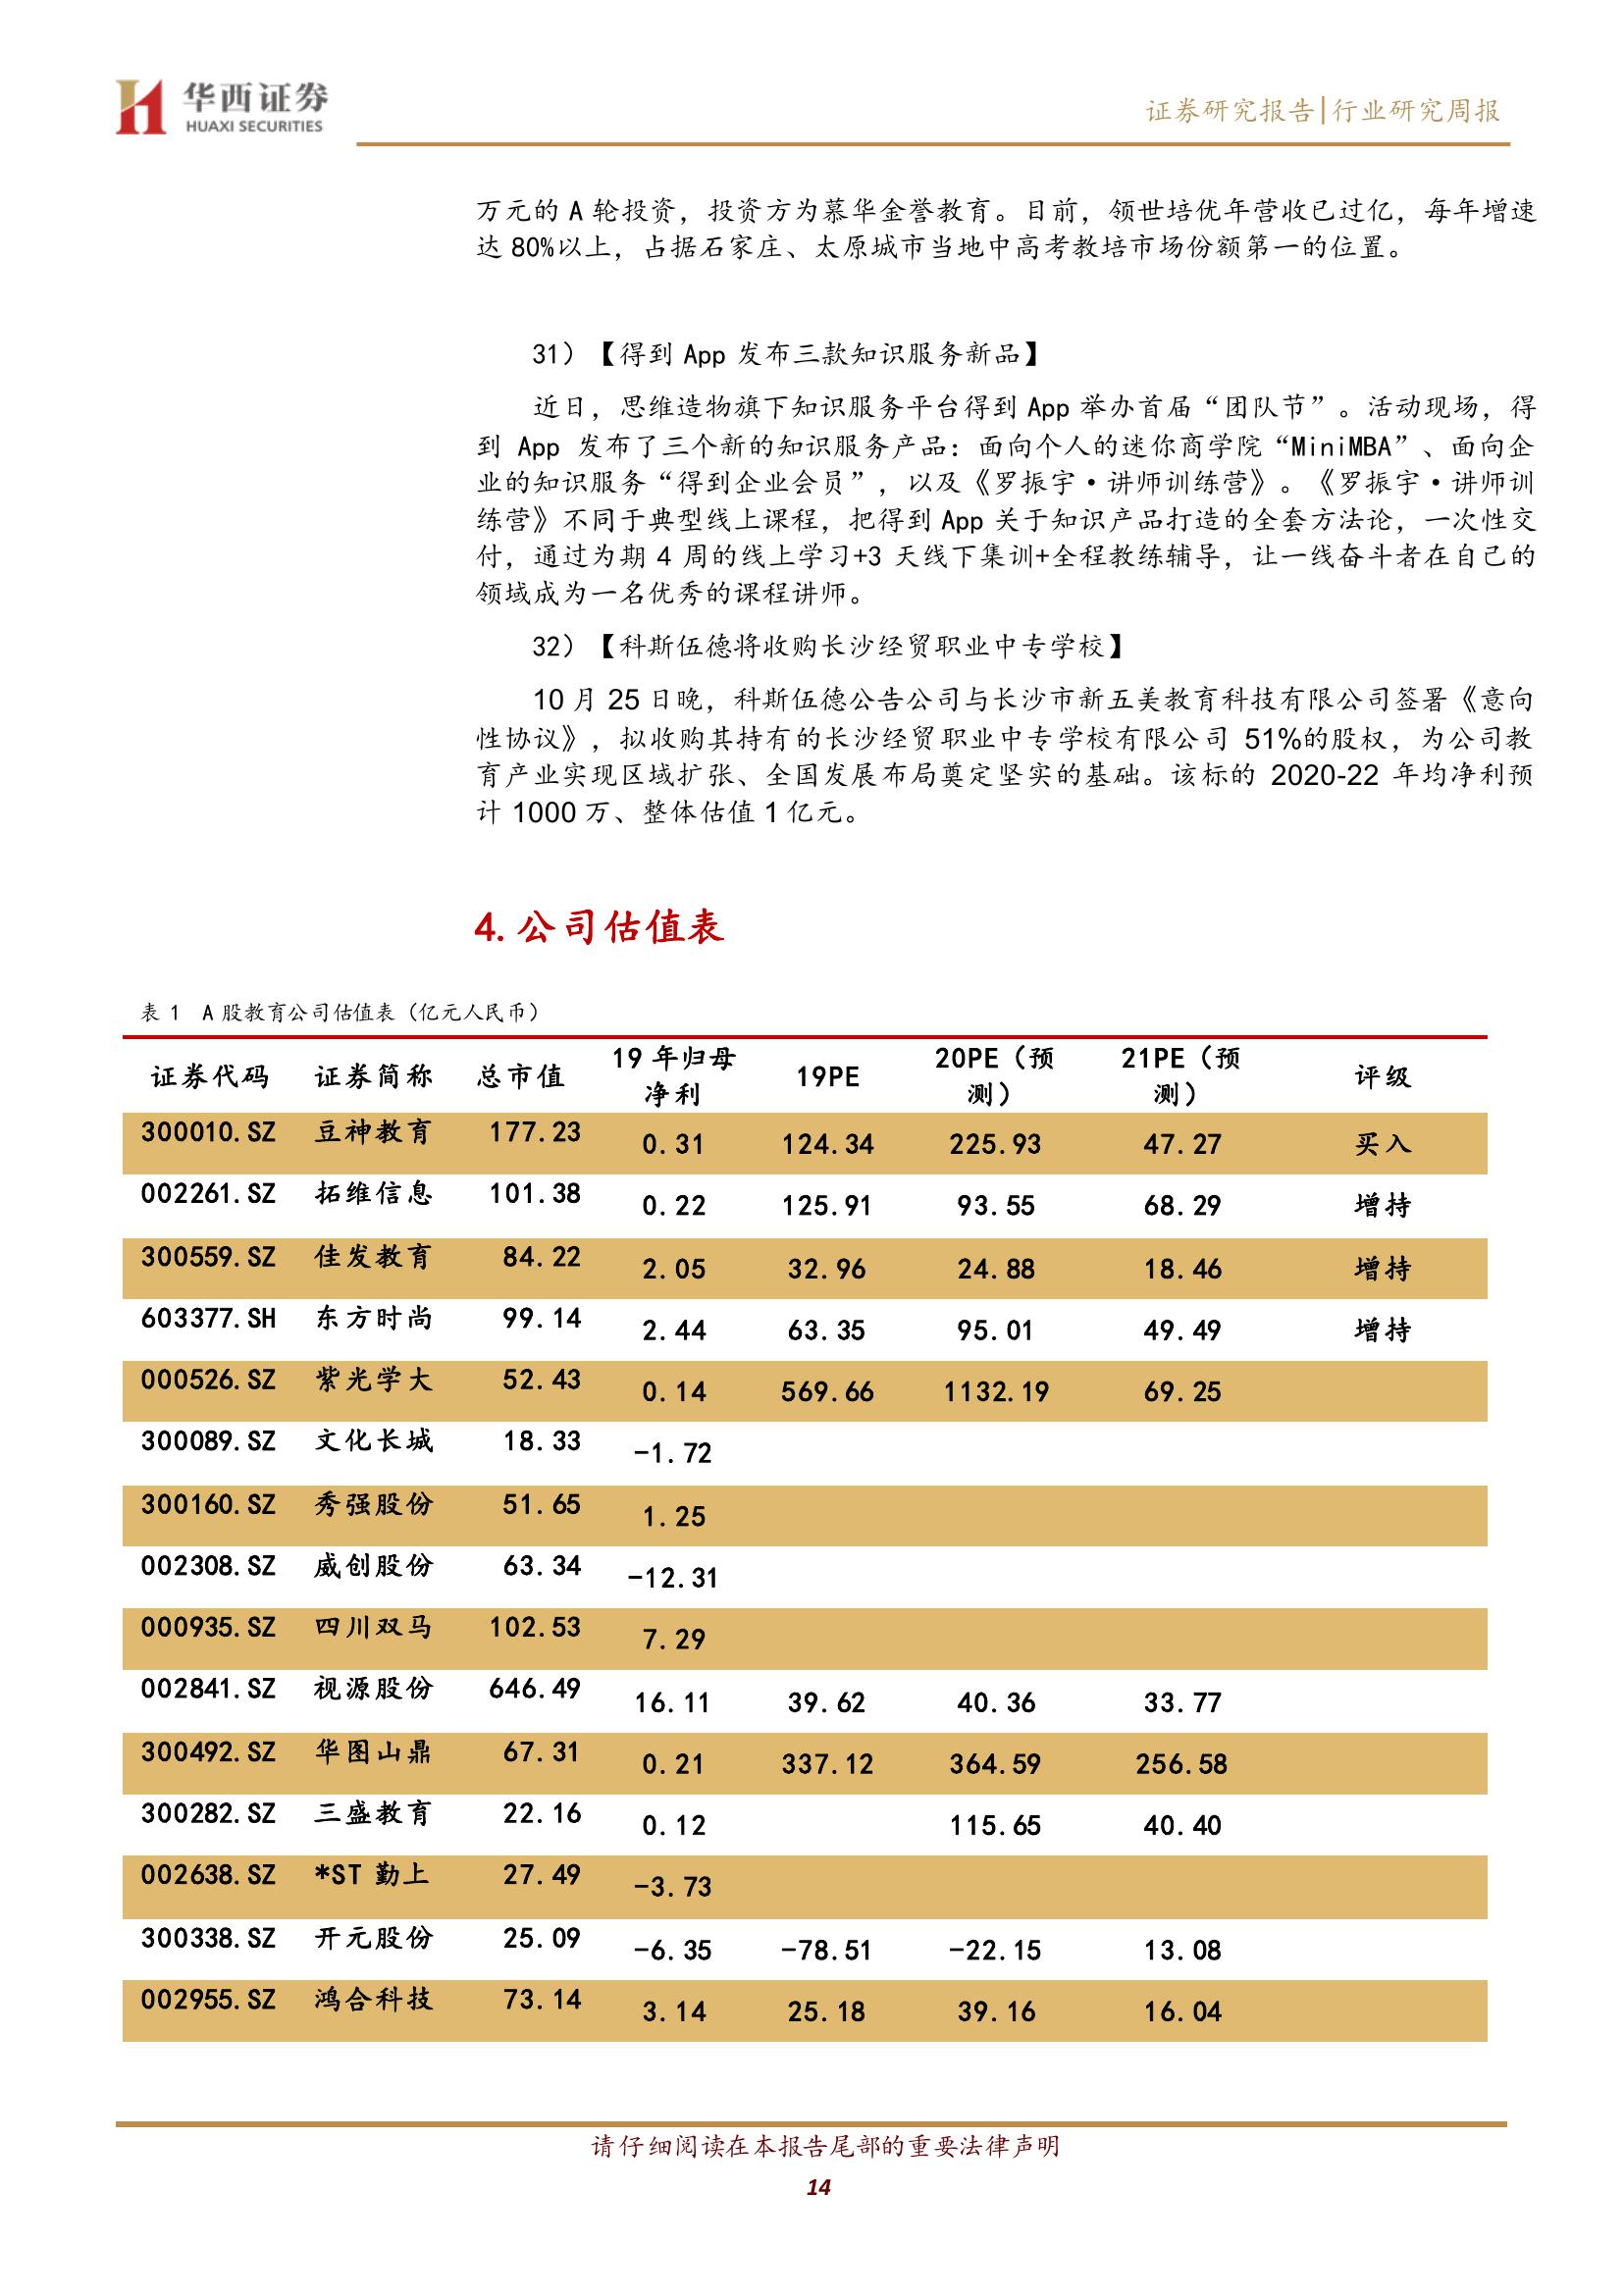 华西证券
HUAXI SECURITIES
证券研究报告|行业研究周报
万元的 A 轮投资，投资方为慕华金誉教育。目前，领世培优年营收已过亿，每年增速
达 80%以上，占据石家庄、太原城市当地中高考教培市场份额第一的位置。
31）【得到 App 发布三款知识服务新品】
近日，思维造物旗下知识服务平台得到 App 举办首届“团队节”。活动现场，得
到 App 发布了三个新的知识服务产品：面向个人的迷你商学院“MiniMBA”、面向企
业的知识服务“得到企业会员”，以及《罗振宇·讲师训练营》。《罗振宇·讲师训
练营》不同于典型线上课程，把得到 App 关于知识产品打造的全套方法论，一次性交
付，通过为期 4 周的线上学习+3 天线下集训+全程教练辅导，让一线奋斗者在自己的
领域成为一名优秀的课程讲师。
32）【科斯伍德将收购长沙经贸职业中专学校】
10 月 25 日晚，科斯伍德公告公司与长沙市新五美教育科技有限公司签署《意向
性协议》，拟收购其持有的长沙经贸职业中专学校有限公司 51%的股权，为公司教
育产业实现区域扩张、全国发展布局奠定坚实的基础。该标的 2020-22 年均净利预
计 1000 万、整体估值 1 亿元。
4. 公司估值表
表 1 A 股教育公司估值表（亿元人民币）
证券代码 证券简称 总市值 19 年归母净利 19PE 20PE（预测） 21PE（预测） 评级
300010.SZ 豆神教育 177.23 0.31 124.34 225.93 47.27 买入
002261.SZ 拓维信息 101.38 0.22 125.91 93.55 68.29 增持
300559.SZ 佳发教育 84.22 2.05 32.96 24.88 18.46 增持
603377.SH 东方时尚 99.14 2.44 63.35 95.01 49.49 增持
000526.SZ 紫光学大 52.43 0.14 569.66 1132.19 69.25
300089.SZ 文化长城 18.33 -1.72
300160.SZ 秀强股份 51.65 1.25
002308.SZ 威创股份 63.34 -12.31
000935.SZ 四川双马 102.53 7.29
002841.SZ 视源股份 646.49 16.11 39.62 40.36 33.77
300492.SZ 华图山鼎 67.31 0.21 337.12 364.59 256.58
300282.SZ 三盛教育 22.16 0.12 115.65 40.40
002638.SZ *ST 勤上 27.49 -3.73
300338.SZ 开元股份 25.09 -6.35 -78.51 -22.15 13.08
002955.SZ 鸿合科技 73.14 3.14 25.18 39.16 16.04
请仔细阅读在本报告尾部的重要法律声明
14